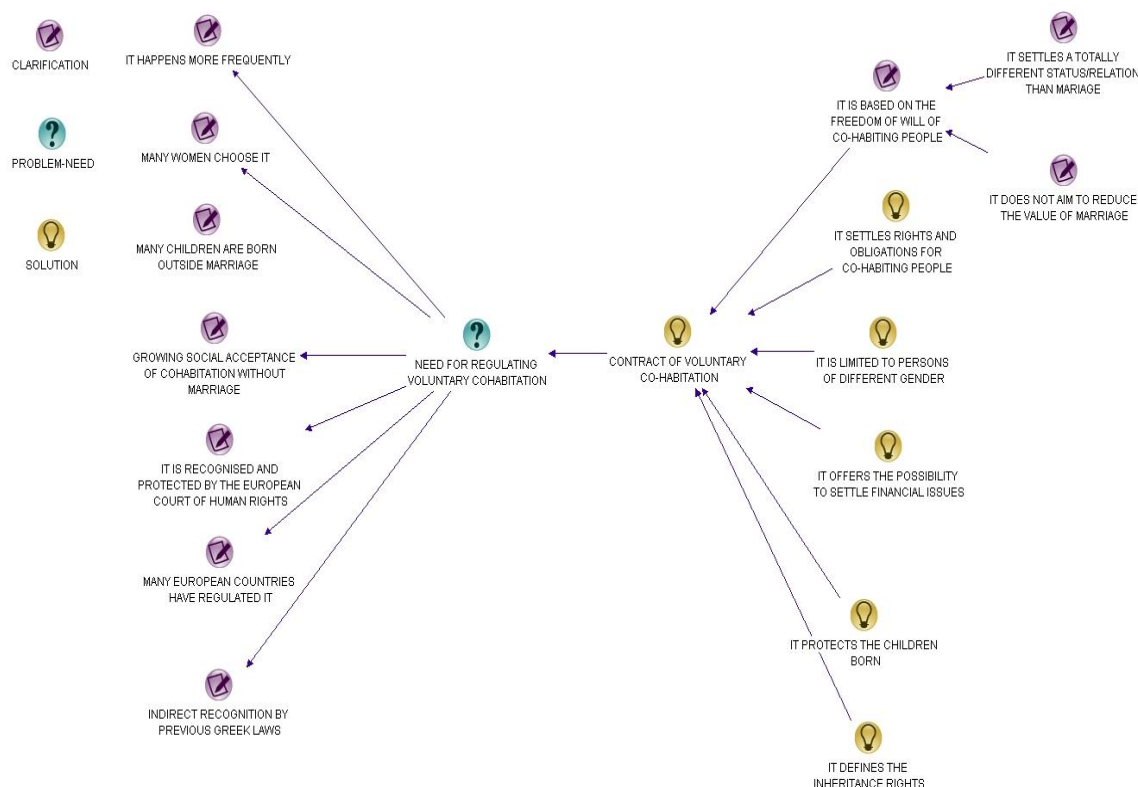 CLARIFICATION
PROBLEM-NEED
SOLUTION
IT HAPPENS MORE FREQUENTLY
MANY WOMEN CHOOSE IT
MANY CHILDREN ARE BORN
OUTSIDE MARRIAGE
GROWING SOCIAL ACCEPTANCE
OF COHABITATION WITHOUT
MARRIAGE
IT IS RECOGNISED AND
PROTECTED BY THE EUROPEAN
COURT OF HUMAN RIGHTS
MANY EUROPEAN COUNTRIES
HAVE REGULATED IT
INDIRECT RECOGNITION BY
PREVIOUS GREEK LAWS
?
NEED FOR REGULATING
VOLUNTARY COHABITATION
CONTRACT OF VOLUNTARY
CO-HABITATION
IT IS BASED ON THE
FREEDOM OF WILL OF
CO-HABITING PEOPLE
IT SETTLES A TOTALLY
DIFFERENT STATUS/RELATION
THAN MARIAGE
IT DOES NOT AIM TO REDUCE
THE VALUE OF MARRIAGE
IT SETTLES RIGHTS AND
OBLIGATIONS FOR
CO-HABITING PEOPLE
IT IS LIMITED TO PERSONS
OF DIFFERENT GENDER
IT OFFERS THE POSSIBILITY
TO SETTLE FINANCIAL ISSUES
IT PROTECTS THE CHILDREN
BORN
IT DEFINES THE
INHERITANCE RIGHTS